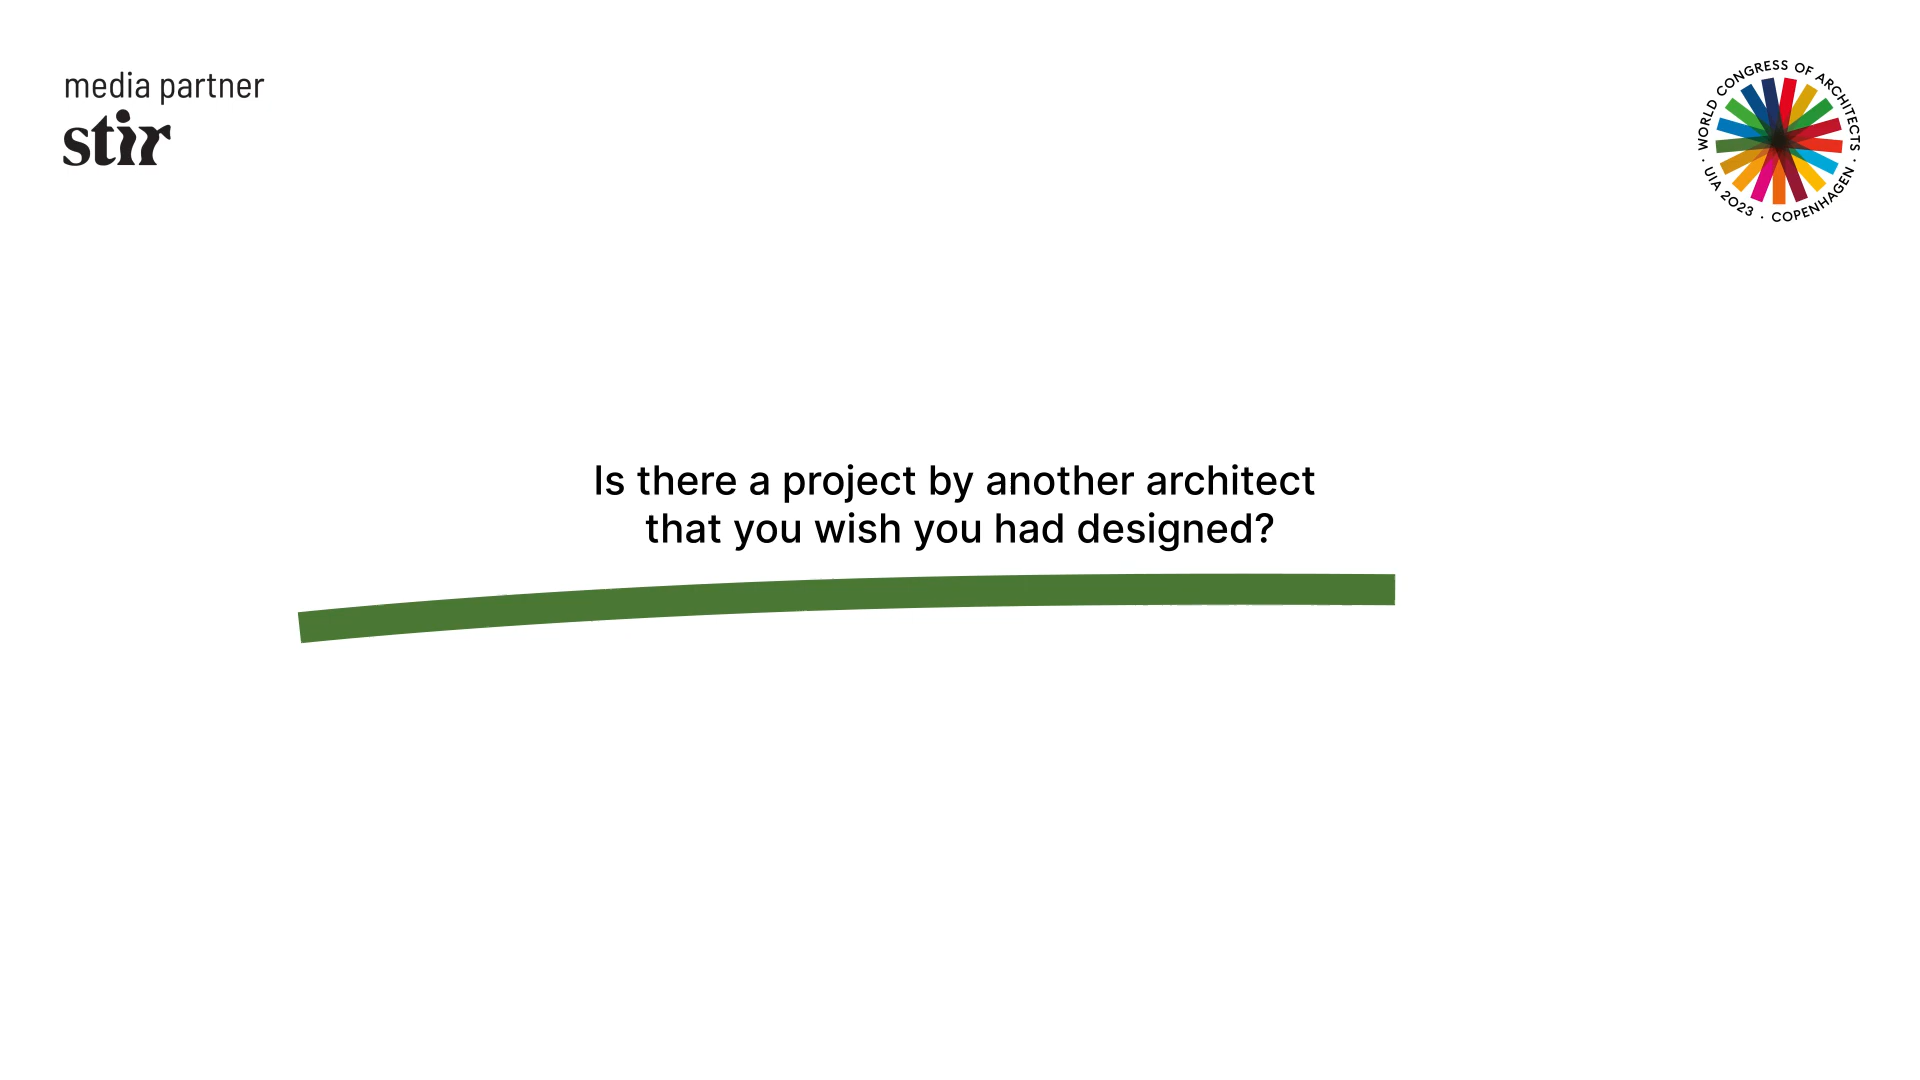 media partner
stir
WORLD CONGRESS OF ARCHITECTS · COPENHAGEN · UIA 2023 ·
Is there a project by another architect
that you wish you had designed?